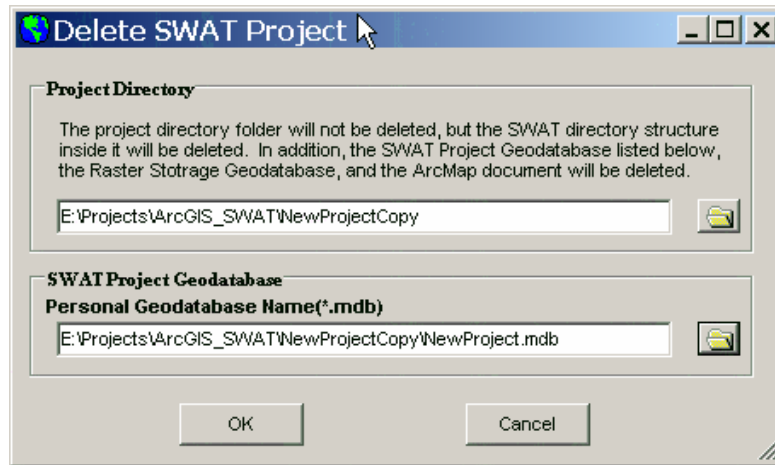 Delete SWAT Project
Project Directory
The project directory folder will not be deleted, but the SWAT directory structure
inside it will be deleted. In addition, the SWAT Project Geodatabase listed below,
the Raster Stotrage Geodatabase, and the ArcMap document will be deleted.
E:\Projects\ArcGIS_SWAT\NewProjectCopy
SWAT Project Geodatabase
Personal Geodatabase Name(*.mdb)
E:\Projects\ArcGIS_SWAT\NewProjectCopy\NewProject.mdb
OK
Cancel